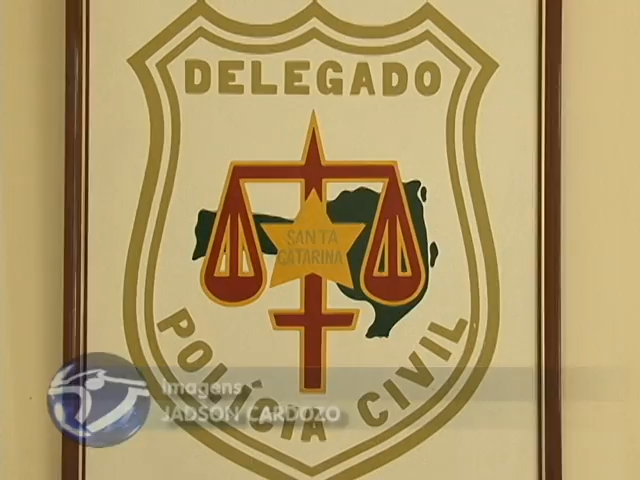 DELEGADO
SANTA
CATARINA
POLÍCIA CIVIL
imagens
JADSON CARDOZO